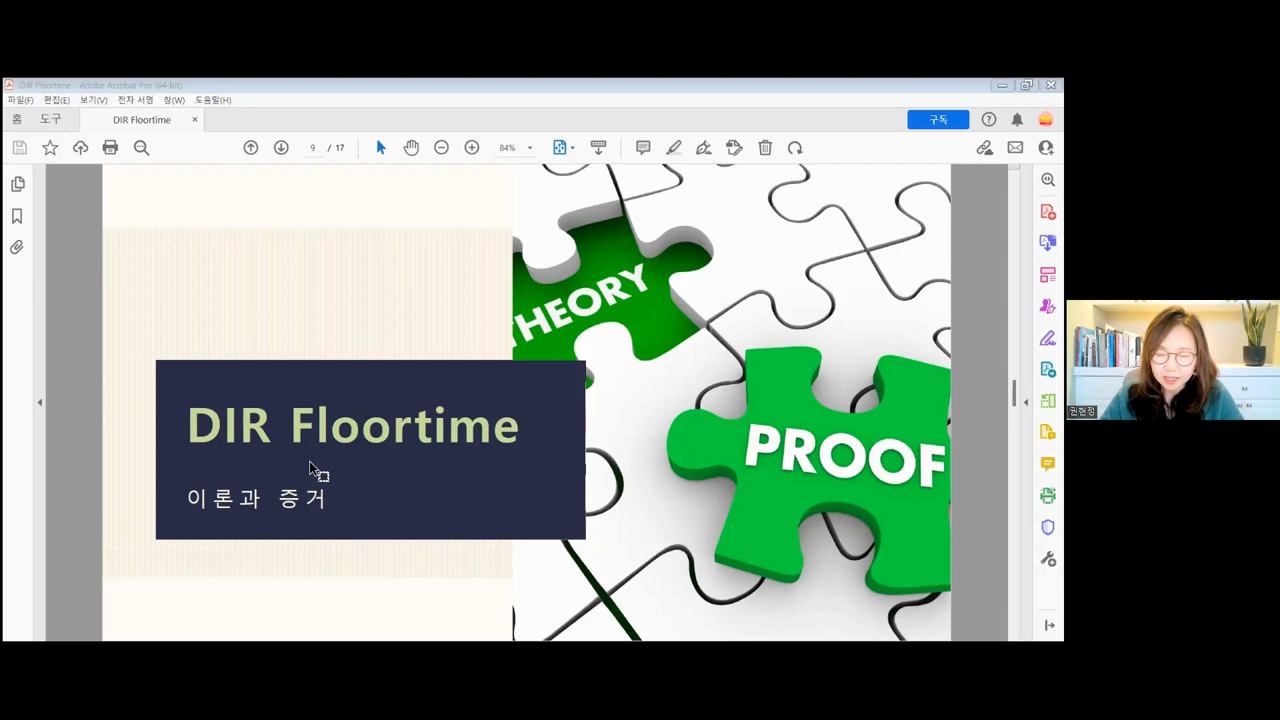 DIR Floortime - Adobe Acrobat Pro (64-bit)
파일(F) 편집(E) 보기(V) 전자 서명 창(W) 도움말(H)
홈 도구 DIR Floortime × 구독
9 / 17 84%
THEORY
PROOF
DIR Floortime
이론과 증거
권현정